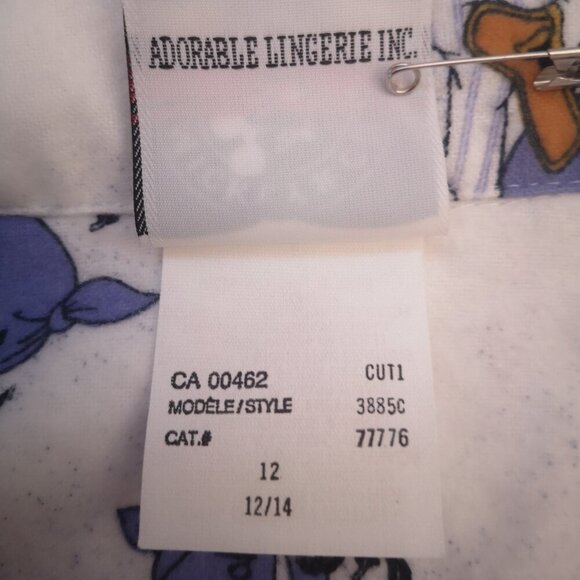 ADORABLE LINGERIE INC.
CA 00462 CUT1
MODÈLE/STYLE 3885C
CAT.# 77776
12
12/14